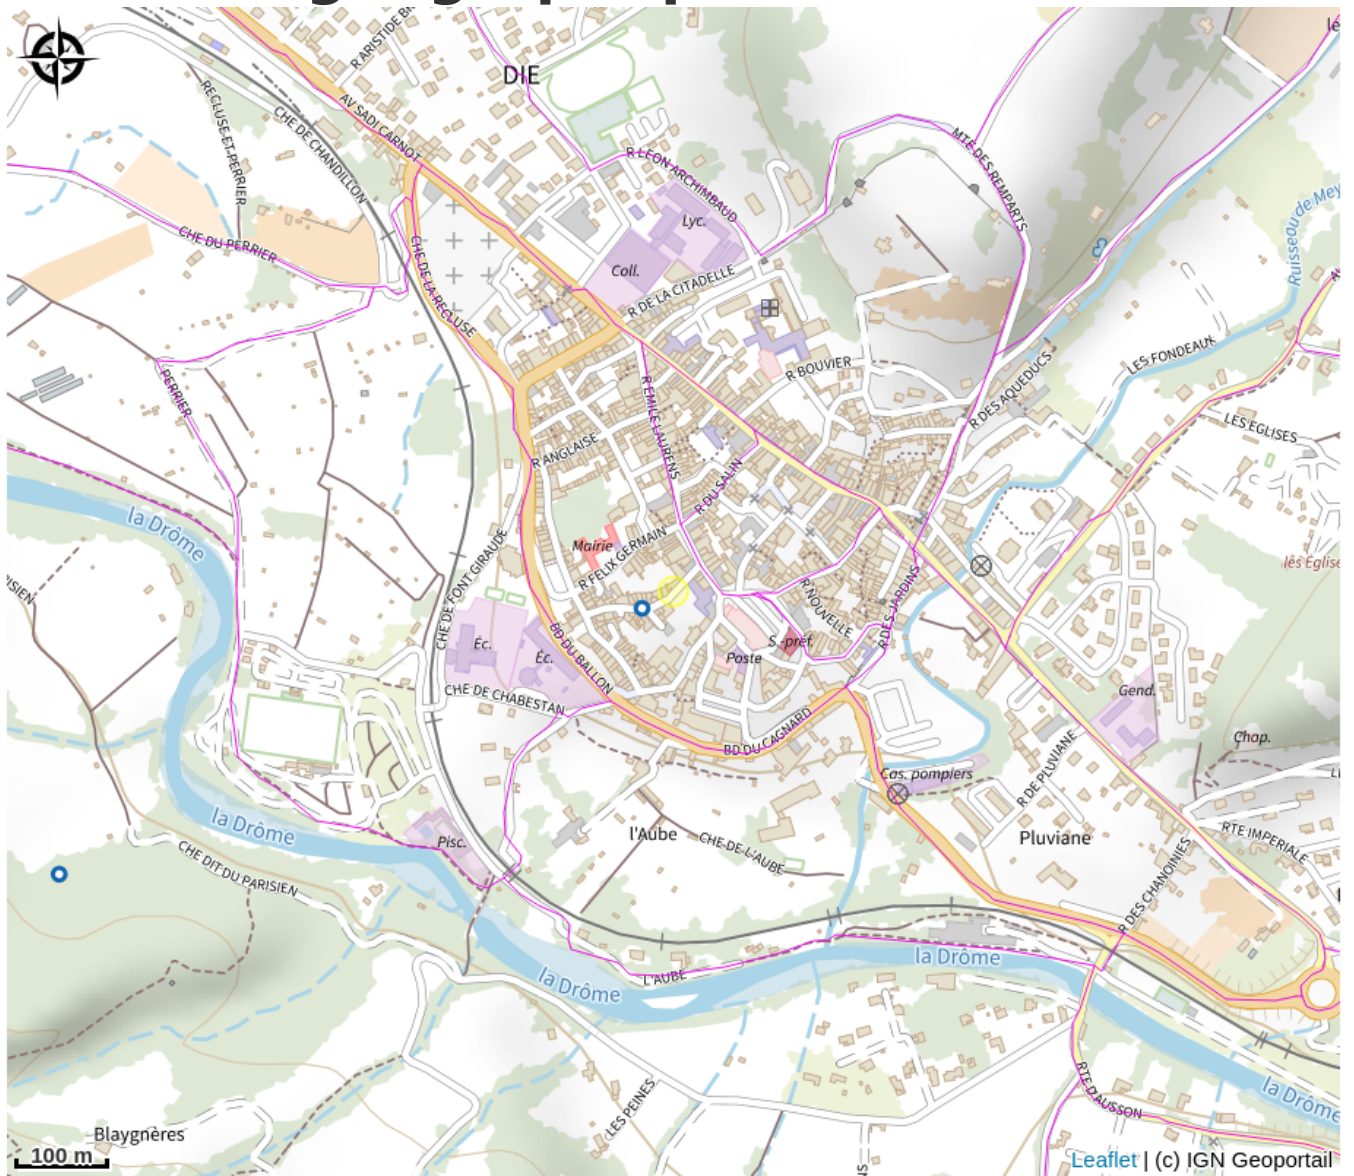 DIE
R ARISTIDE B
AV SADI CARNOT
RECLUSE ET PERRIER
CHE DE CHANDILLON
R LEON ARCHIMBAUD
MTE DES REMPARTS
Lyc.
Coll.
R DE LA CITADELLE
CHE DU PERRIER
CHE DE LA RECLUSE
Ruisseau de Mey
PERRIER
R BOUVIER
R EMILE LAURENS
LES FONDEAUX
R DES AQUEDUCS
LES EGLISES
R ANGLAISE
R DU SALIN
la Drôme
Mairie
R FELIX GERMAIN
CHE DE FONT GIRAUDE
R NOUVELLE
R DES JARDINS
les Eglise
ISIEN
Éc.
Éc.
BD DU BALLON
S.-préf.
Poste
CHE DE CHABESTAN
Gend.
BD DU CAGNARD
Chap.
R DE PLUVIANE
Cas. pompiers
la Drôme
Pisc.
l'Aube
CHE DE L'AUBE
Pluviane
RTE IMPERIALE
CHE DIT DU PARISIEN
R DES CHANOINIES
L'AUBE
la Drôme
la Drôme
RTE D'AUSSON
la Drôme
LES PEINES
Blaygnères
100 m
Leaflet | (c) IGN Geoportail